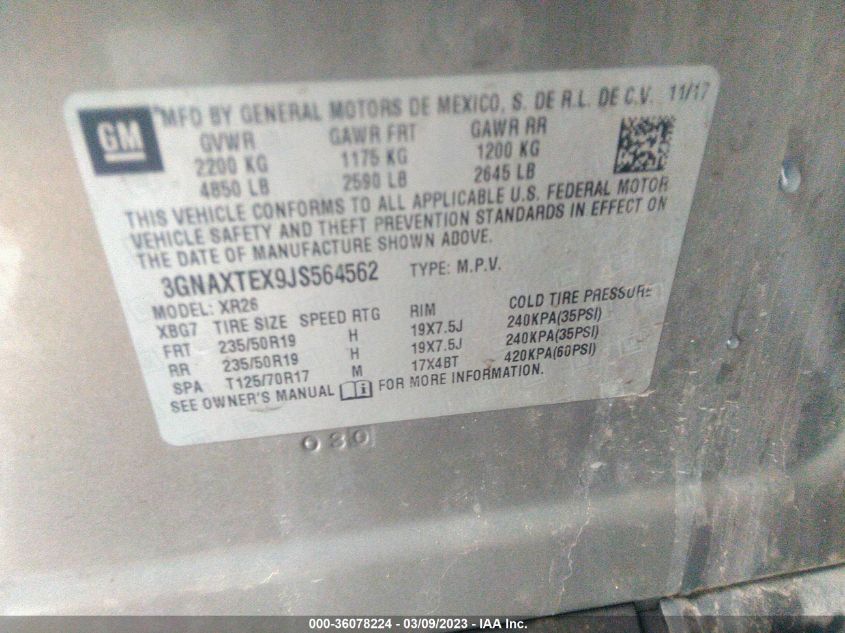 GM
MFD BY GENERAL MOTORS DE MEXICO, S. DE R.L. DE C.V. 11/17
GVWR GAWR FRT GAWR RR
2200 KG 1175 KG 1200 KG
4850 LB 2590 LB 2645 LB
THIS VEHICLE CONFORMS TO ALL APPLICABLE U.S. FEDERAL MOTOR
VEHICLE SAFETY AND THEFT PREVENTION STANDARDS IN EFFECT ON
THE DATE OF MANUFACTURE SHOWN ABOVE.
3GNAXTEX9JS564562 TYPE: M.P.V.
MODEL: XR26
XBG7 TIRE SIZE SPEED RTG RIM COLD TIRE PRESSURE
FRT 235/50R19 H 19X7.5J 240KPA(35PSI)
RR 235/50R19 H 19X7.5J 240KPA(35PSI)
SPA T125/70R17 M 17X4BT 420KPA(60PSI)
SEE OWNER'S MANUAL i FOR MORE INFORMATION.
030
000-36078224 - 03/09/2023 - IAA Inc.